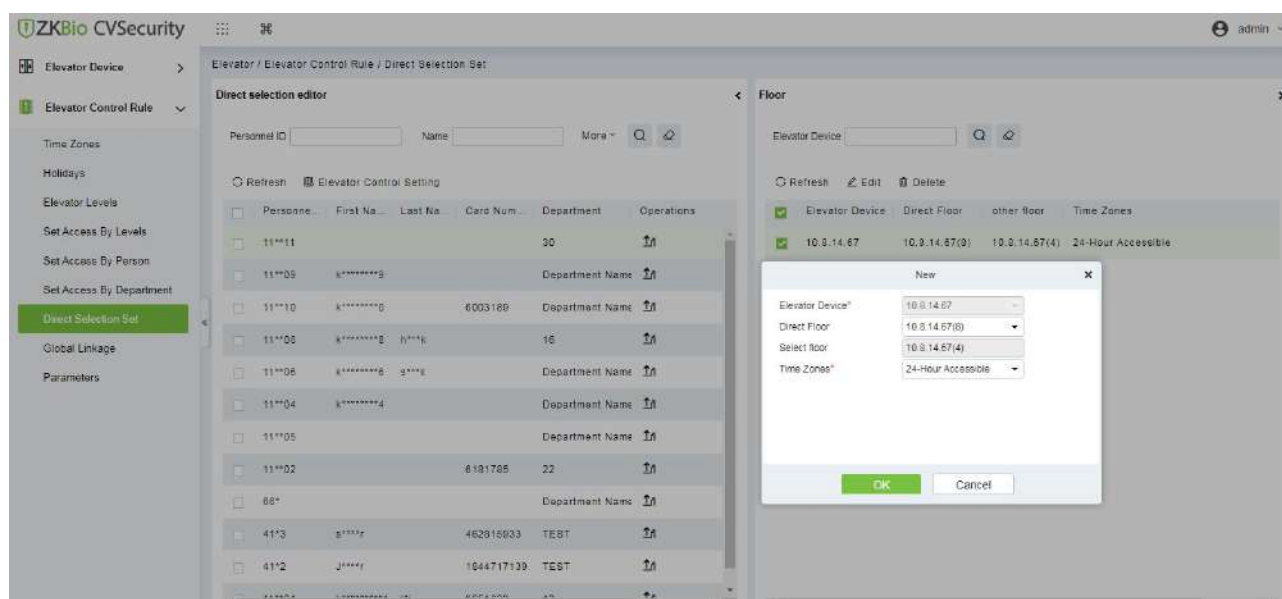 ZKBio CVSecurity
admin
Elevator Device
Elevator Control Rule
Time Zones
Holidays
Elevator Levels
Set Access By Levels
Set Access By Person
Set Access By Department
Direct Selection Set
Global Linkage
Parameters
Elevator / Elevator Control Rule / Direct Selection Set
Direct selection editor
Personnel ID Name More
Refresh Elevator Control Setting
Personne... First Na... Last Na... Card Num... Department Operations
11**11 30
11**09 k********9 Department Name
11**10 k********0 6003189 Department Name
11**08 k********8 h***k 16
11**06 k********6 s***k Department Name
11**04 k********4 Department Name
11**05 Department Name
11**02 6181785 22
66* Department Name
41*3 s****r 462815933 TEST
41*2 J****r 1844717139 TEST
Floor
Elevator Device
Refresh Edit Delete
Elevator Device Direct Floor other floor Time Zones
10.8.14.67 10.8.14.67(8) 10.8.14.67(4) 24-Hour Accessible
New
Elevator Device* 10.8.14.67
Direct Floor 10.8.14.67(8)
Select floor 10.8.14.67(4)
Time Zones* 24-Hour Accessible
OK Cancel